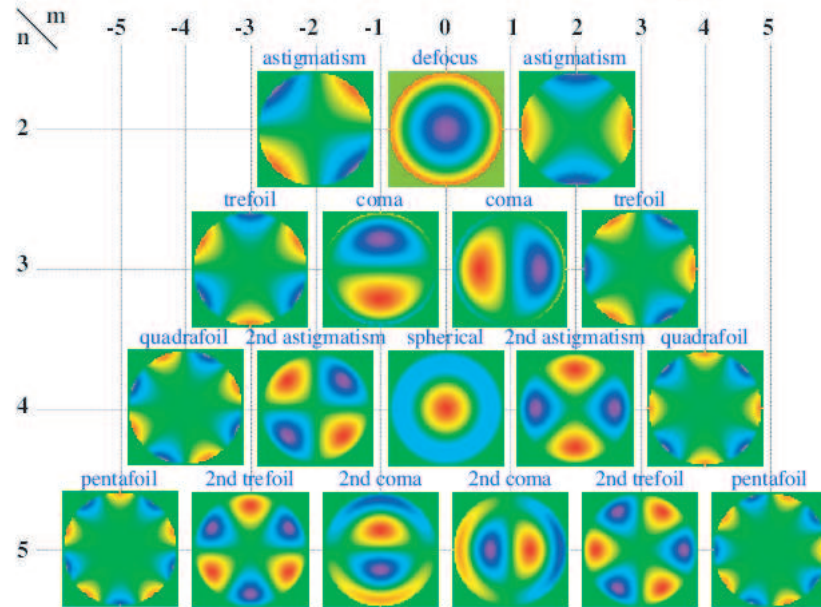 m
n
-5 -4 -3 -2 -1 0 1 2 3 4 5
astigmatism defocus astigmatism
2
trefoil coma coma trefoil
3
quadrafoil 2nd astigmatism spherical 2nd astigmatism quadrafoil
4
pentafoil 2nd trefoil 2nd coma 2nd coma 2nd trefoil pentafoil
5